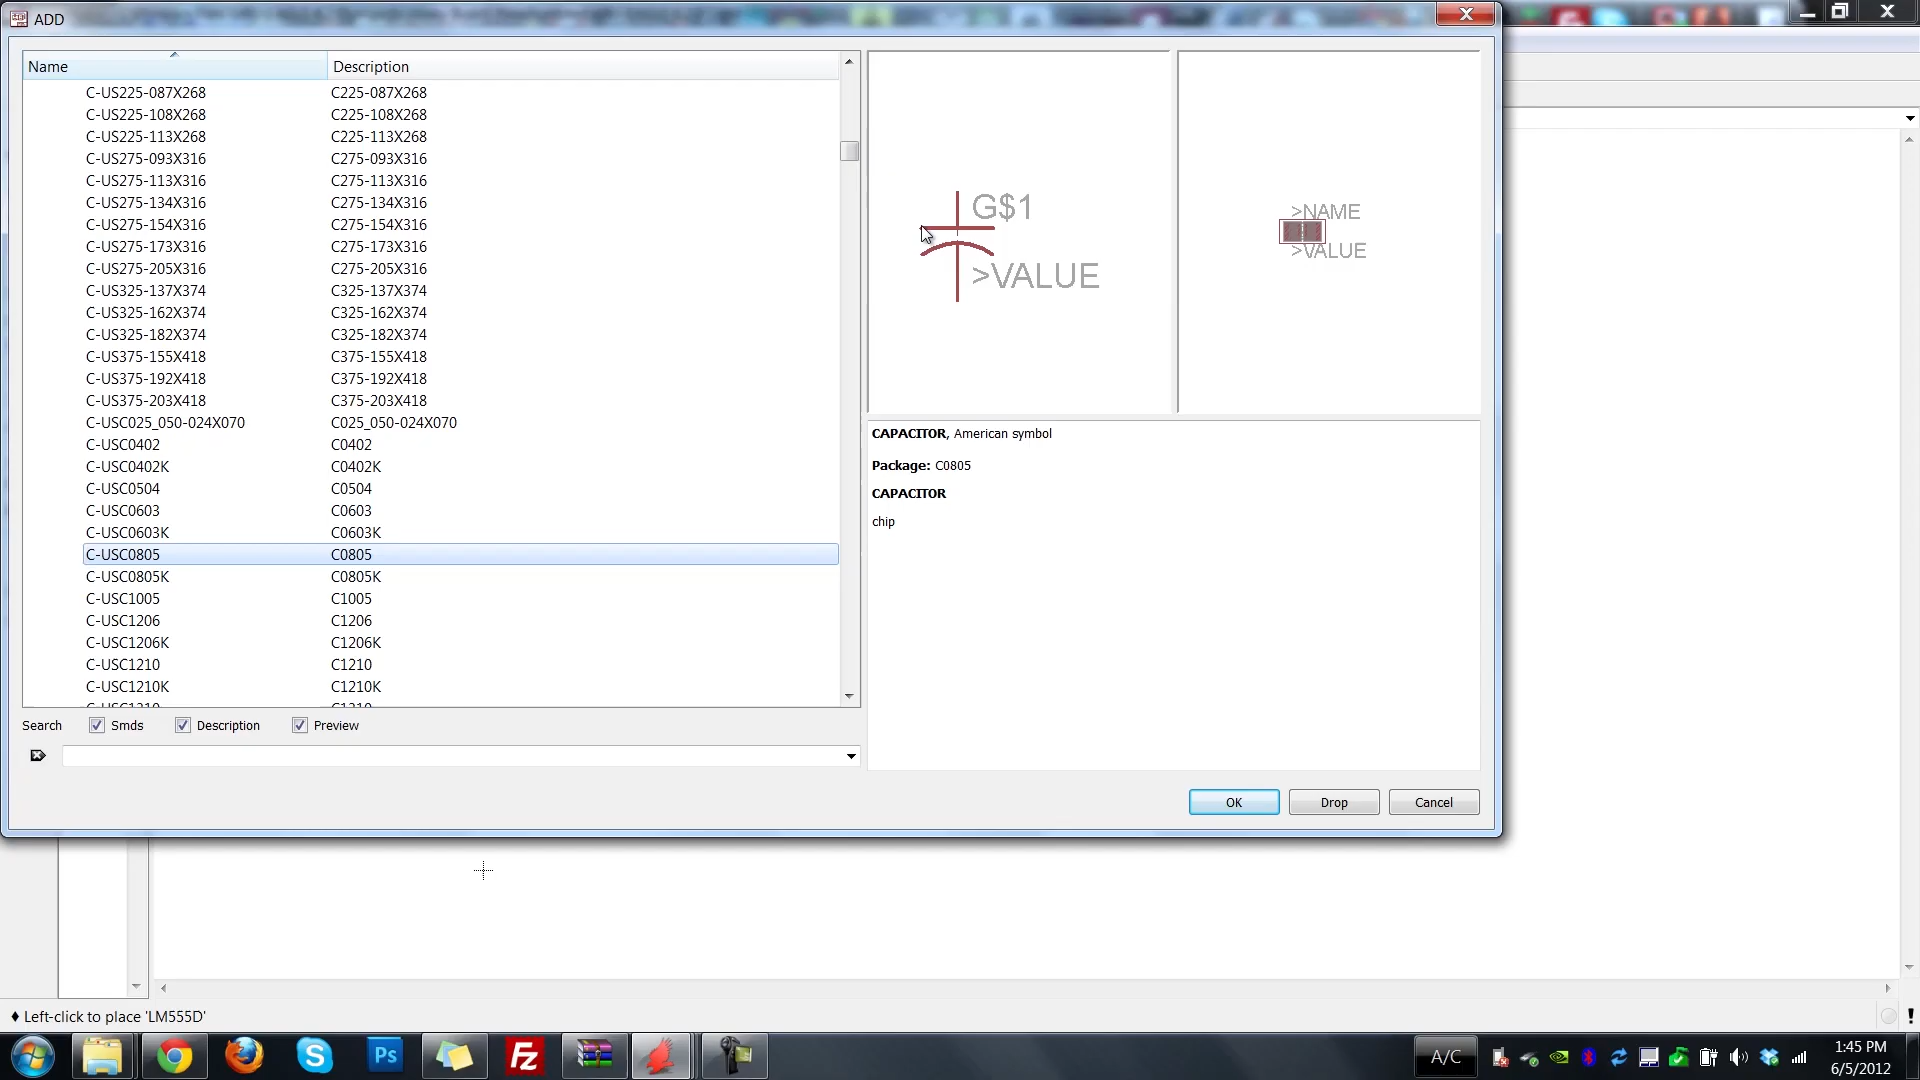 ADD
Name Description
C-US225-087X268 C225-087X268
C-US225-108X268 C225-108X268
C-US225-113X268 C225-113X268
C-US275-093X316 C275-093X316
C-US275-113X316 C275-113X316
C-US275-134X316 C275-134X316
C-US275-154X316 C275-154X316
C-US275-173X316 C275-173X316
C-US275-205X316 C275-205X316
C-US325-137X374 C325-137X374
C-US325-162X374 C325-162X374
C-US325-182X374 C325-182X374
C-US375-155X418 C375-155X418
C-US375-192X418 C375-192X418
C-US375-203X418 C375-203X418
C-USC025_050-024X070 C025_050-024X070
C-USC0402 C0402
C-USC0402K C0402K
C-USC0504 C0504
C-USC0603 C0603
C-USC0603K C0603K
C-USC0805 C0805
C-USC0805K C0805K
C-USC1005 C1005
C-USC1206 C1206
C-USC1206K C1206K
C-USC1210 C1210
C-USC1210K C1210K
Search Smds Description Preview
G$1
>VALUE
>NAME
>VALUE
CAPACITOR, American symbol
Package: C0805
CAPACITOR
chip
OK Drop Cancel
Left-click to place 'LM555D'
Ps
Fz
A/C
1:45 PM
6/5/2012